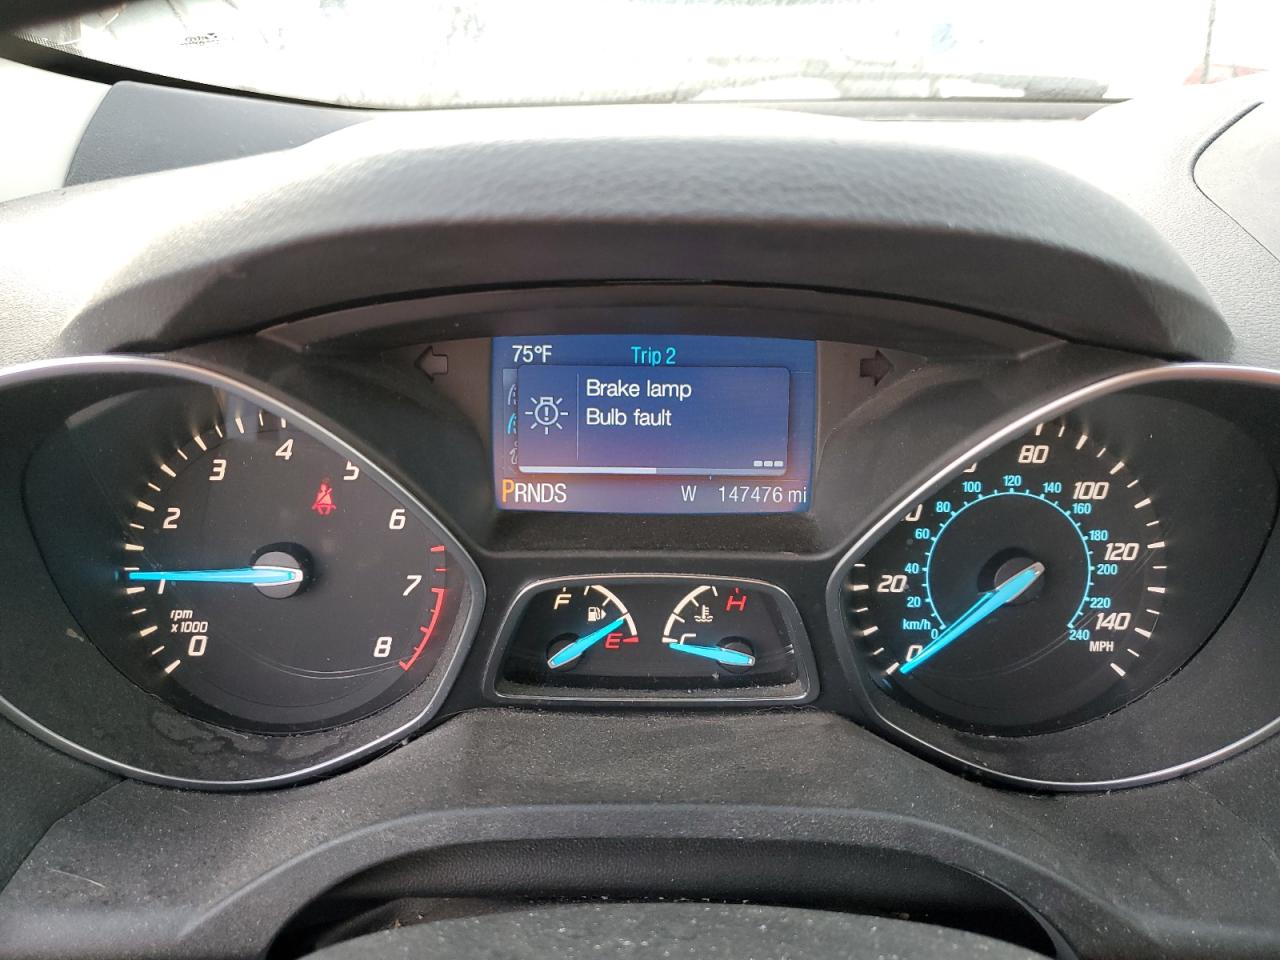 75°F Trip 2
Brake lamp
Bulb fault
PRNDS W 147476 mi
0 1 2 3 4 5 6 7 8
rpm
x1000
F E
C H
0 20 80 100 120 140
MPH
0 20 40 60 80 100 120 140 160 180 200 220 240
km/h